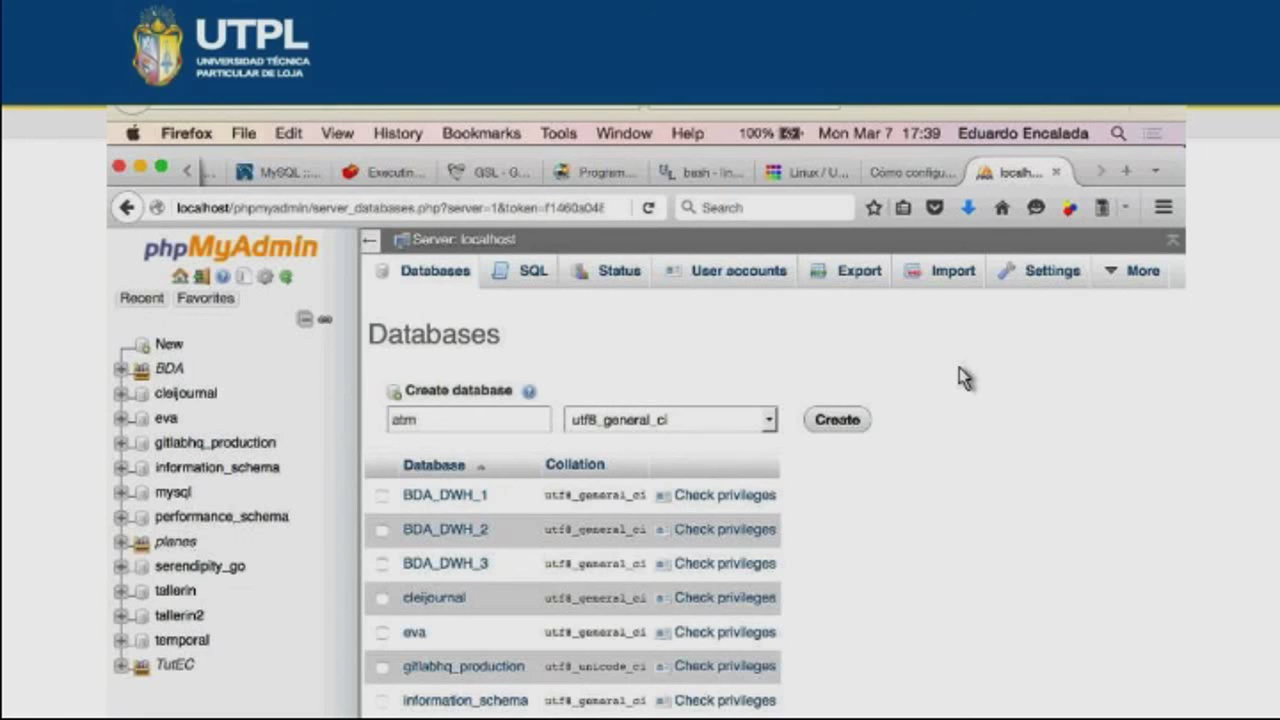 UTPL
UNIVERSIDAD TÉCNICA
PARTICULAR DE LOJA
Firefox File Edit View History Bookmarks Tools Window Help 100% Mon Mar 7 17:39 Eduardo Encalada
... MySQL ::... Executin... GSL - G... Program... bash - lin... Linux / U... Cómo configu... localh...
localhost/phpmyadmin/server_databases.php?server=1&token=f1460a048 Search
phpMyAdmin
Server: localhost
Databases SQL Status User accounts Export Import Settings More
Recent Favorites
New
BDA
cleijournal
eva
gitlabhq_production
information_schema
mysql
performance_schema
planes
serendipity_go
tallerin
tallerin2
temporal
TutEC
Databases
Create database
atm utf8_general_ci Create
Database Collation
BDA_DWH_1 utf8_general_ci Check privileges
BDA_DWH_2 utf8_general_ci Check privileges
BDA_DWH_3 utf8_general_ci Check privileges
cleijournal utf8_general_ci Check privileges
eva utf8_general_ci Check privileges
gitlabhq_production utf8_unicode_ci Check privileges
information_schema utf8_general_ci Check privileges